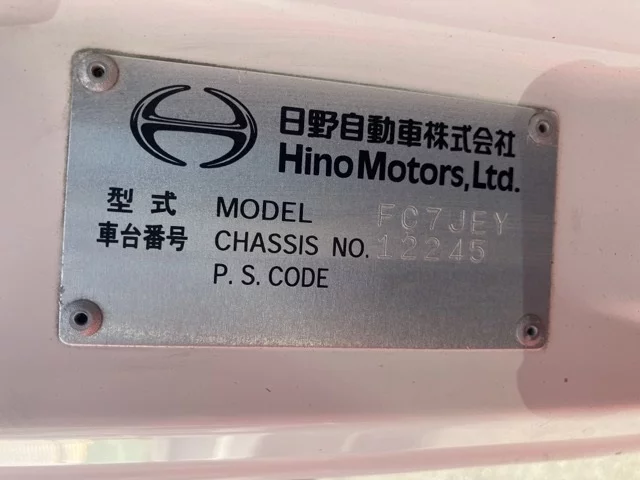 日野自動車株式会社
Hino Motors, Ltd.
型式 MODEL FC7JEY
車台番号 CHASSIS NO. 12245
P. S. CODE